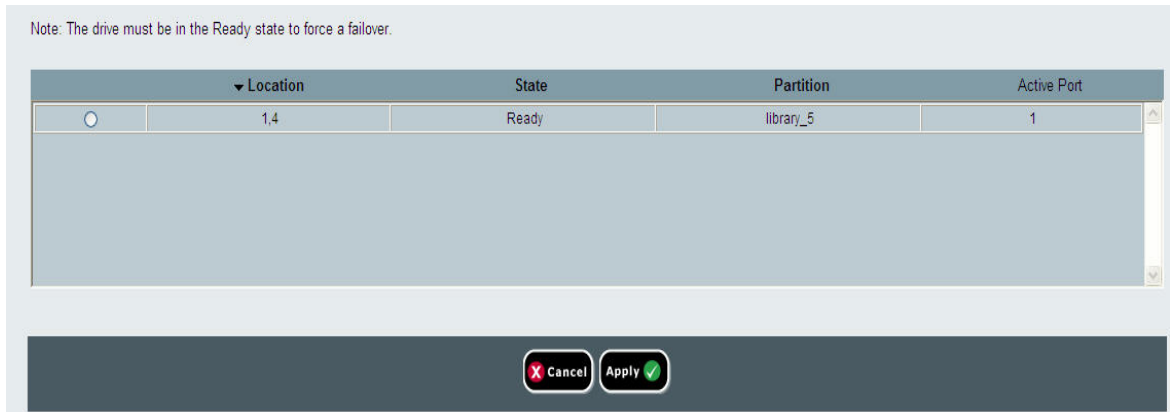 Note: The drive must be in the Ready state to force a failover.
Location State Partition Active Port
1,4 Ready library_5 1
Cancel Apply